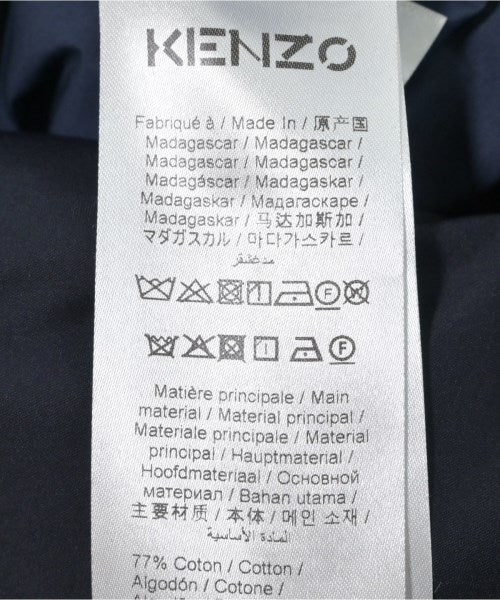 KENZO
Fabriqué à / Made In / 原产国
Madagascar / Madagascar /
Madagascar / Madagascar /
Madagáscar / Madagaskar /
Madagaskar / Мадагаскаре /
Madagaskar / 马达加斯加 /
マダガスカル / 마다가스카르 /
مدغشقر
Matière principale / Main
material / Material principal /
Materiale principale / Material
principal / Hauptmaterial /
Hoofdmateriaal / Основной
материал / Bahan utama /
主要材质 / 本体 / 메인 소재 /
المادة الأساسية
77% Coton / Cotton /
Algodón / Cotone /